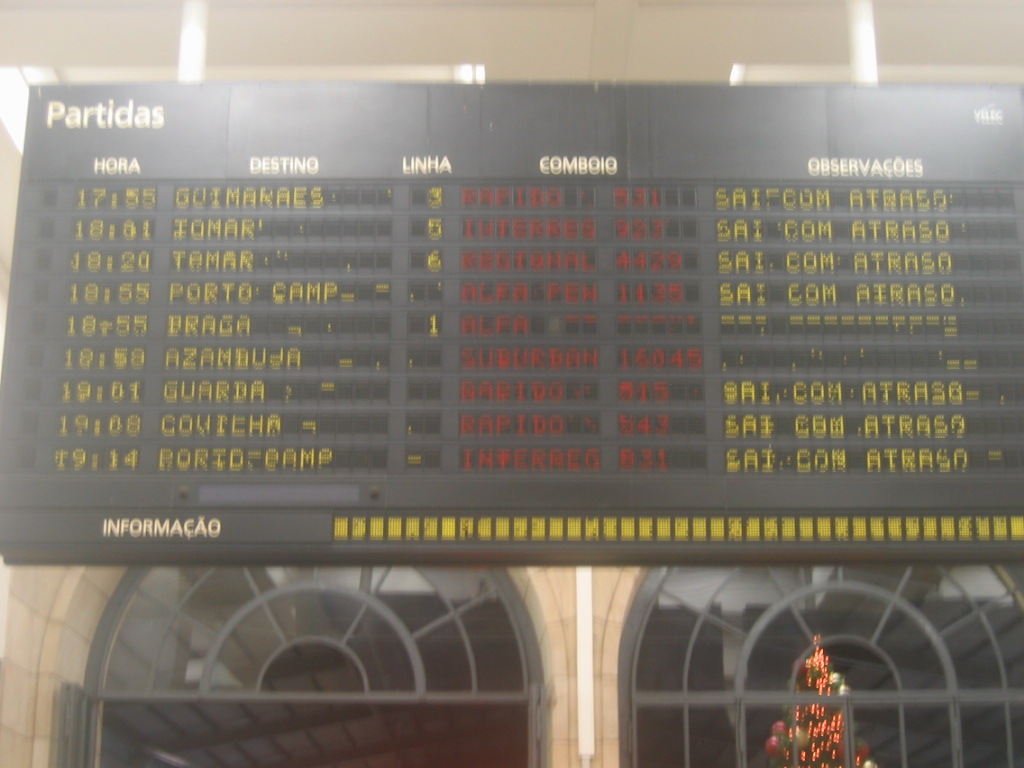 Partidas
VELEC
HORA DESTINO LINHA COMBOIO OBSERVAÇÕES
17:55 GUIMARAES 3 RAPIDO 531 SAI COM ATRASO
18:01 TOMAR 5 INTERREG SAI COM ATRASO
18:20 TOMAR 6 REGIONAL 4429 SAI COM ATRASO
18:55 PORTO CAMP ALFA PEN SAI COM ATRASO
18:55 BRAGA 1 ALFA
18:58 AZAMBUJA SUBURBAN 16045
19:01 GUARDA RAPIDO 515 SAI COM ATRASO
19:08 COVILHA RAPIDO 543 SAI COM ATRASO
19:14 PORTO-CAMP INTERREG 831 SAI COM ATRASO
INFORMAÇÃO